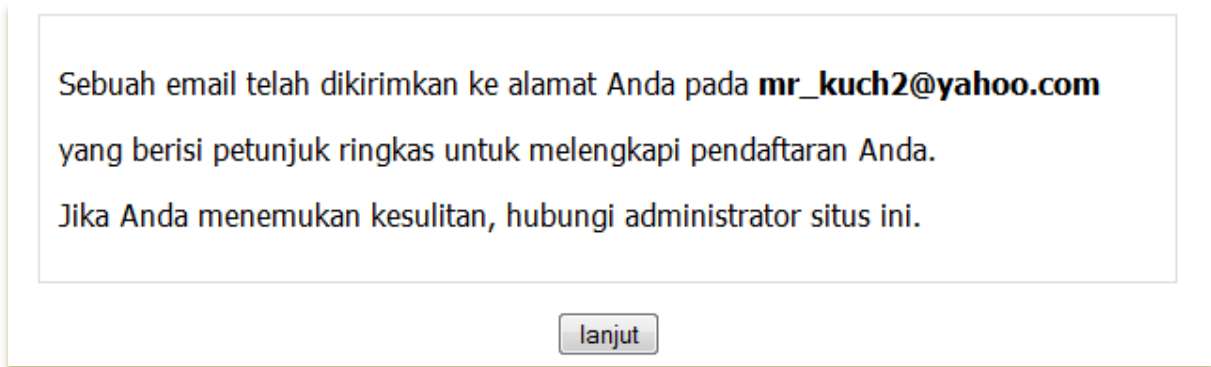 Sebuah email telah dikirimkan ke alamat Anda pada mr_kuch2@yahoo.com
yang berisi petunjuk ringkas untuk melengkapi pendaftaran Anda.
Jika Anda menemukan kesulitan, hubungi administrator situs ini.
lanjut